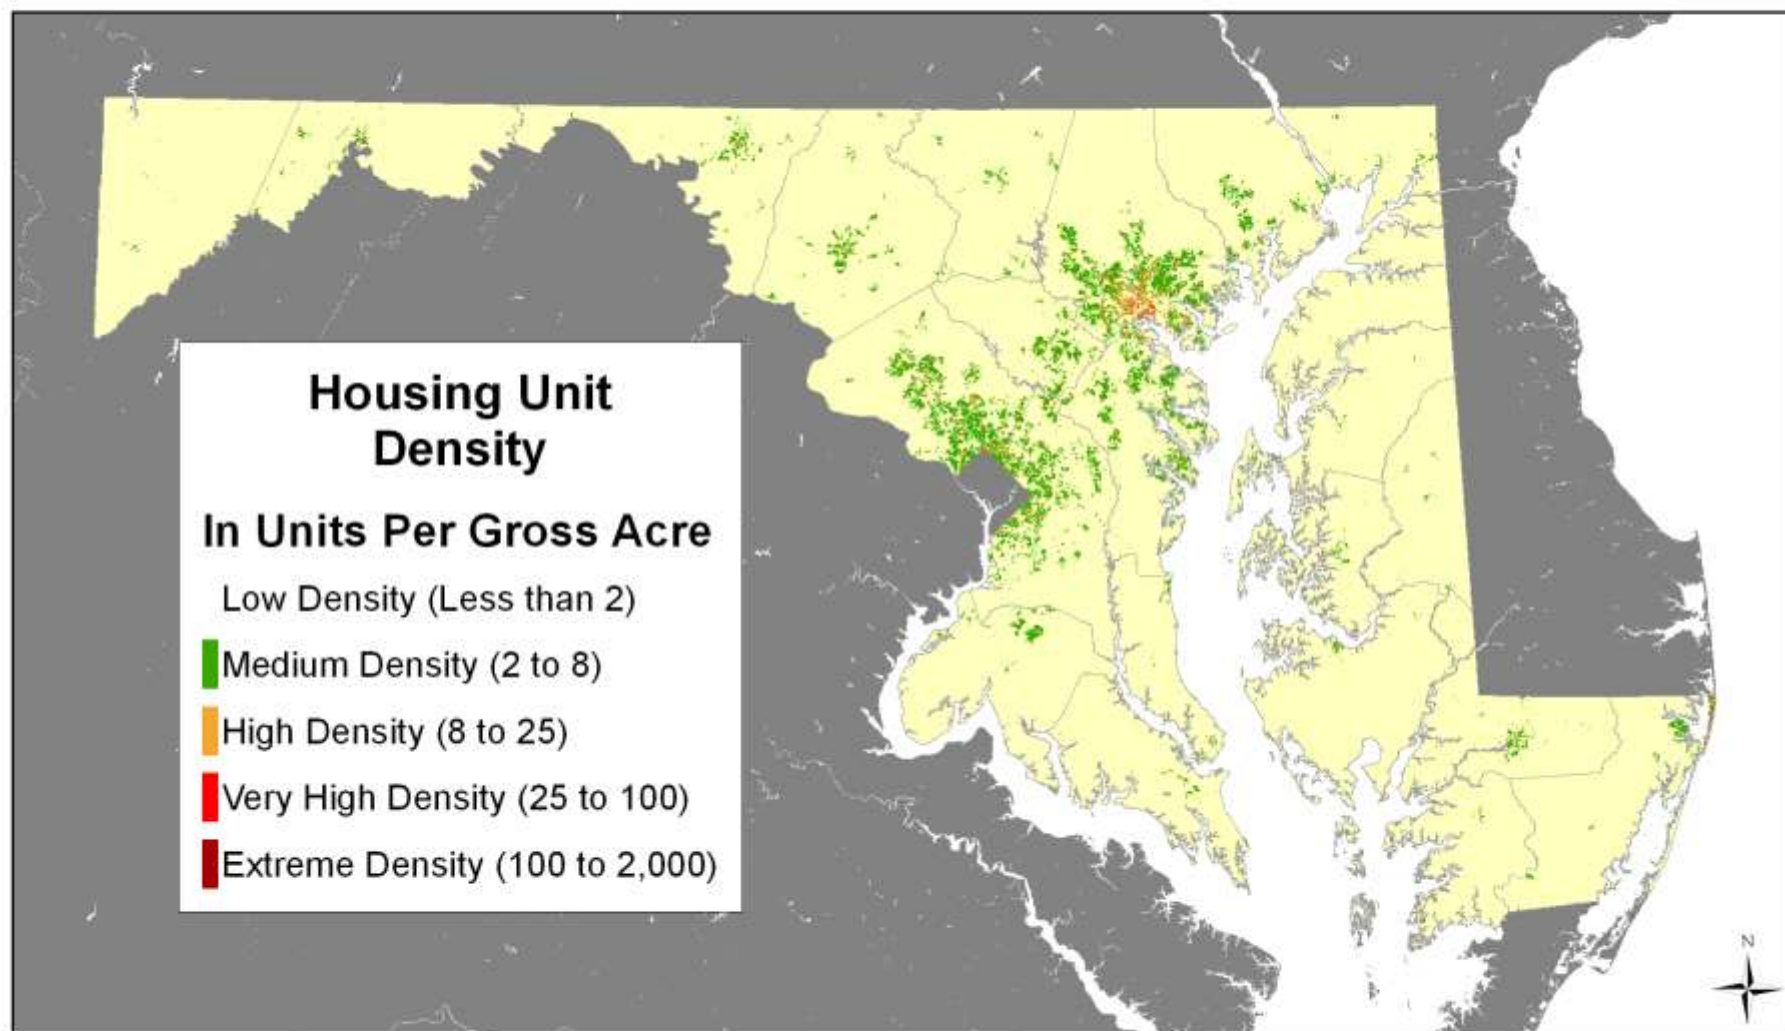 Housing Unit
Density
In Units Per Gross Acre
Low Density (Less than 2)
Medium Density (2 to 8)
High Density (8 to 25)
Very High Density (25 to 100)
Extreme Density (100 to 2,000)
N